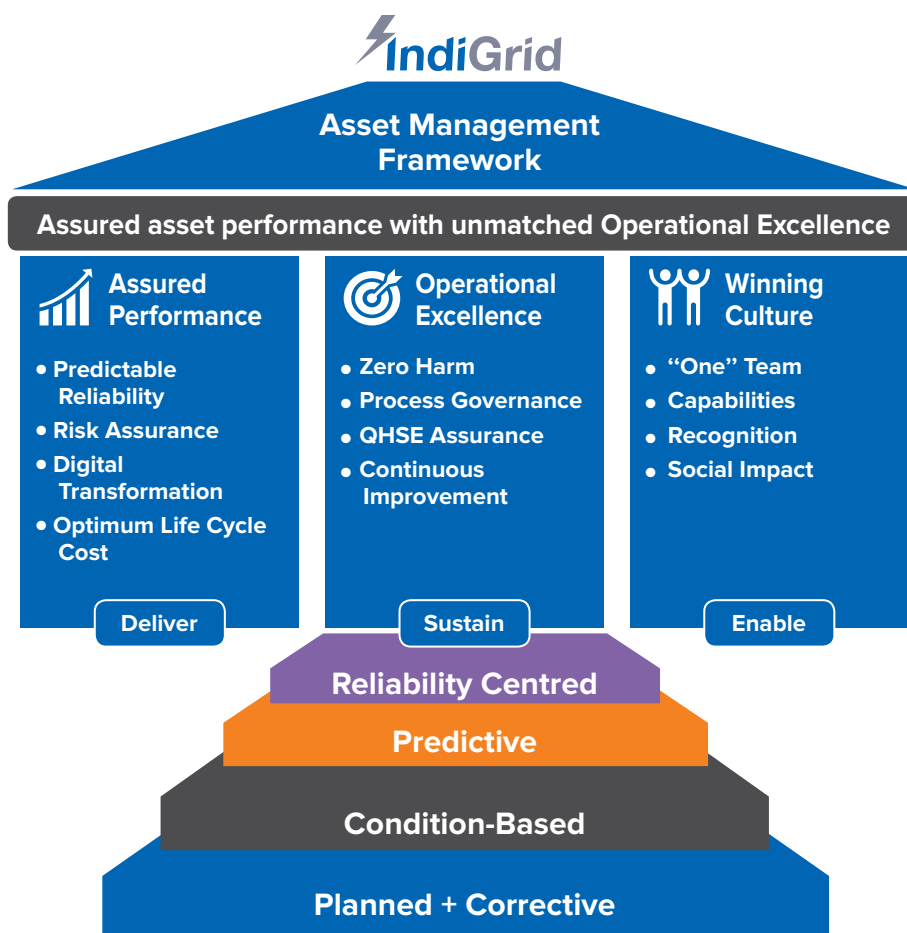 IndiGrid
Asset Management
Framework
Assured asset performance with unmatched Operational Excellence
Assured
Performance
• Predictable
Reliability
• Risk Assurance
• Digital
Transformation
• Optimum Life Cycle
Cost
Deliver
Operational
Excellence
• Zero Harm
• Process Governance
• QHSE Assurance
• Continuous
Improvement
Sustain
Winning
Culture
• “One” Team
• Capabilities
• Recognition
• Social Impact
Enable
Reliability Centred
Predictive
Condition-Based
Planned + Corrective